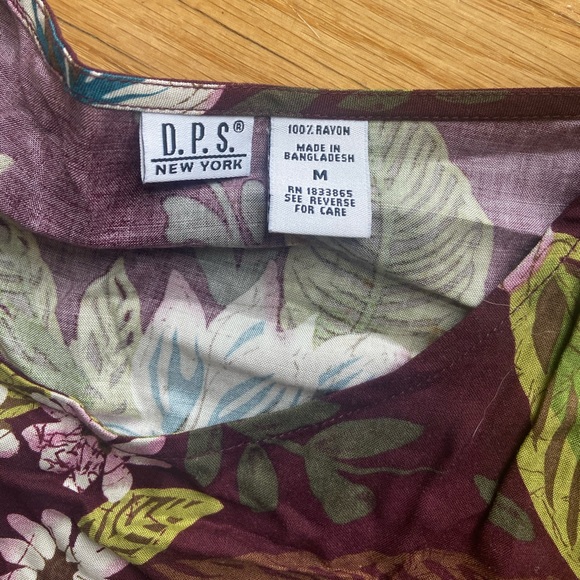 D.P.S.®
NEW YORK
100% RAYON
MADE IN
BANGLADESH
M
RN 1833865
SEE REVERSE
FOR CARE